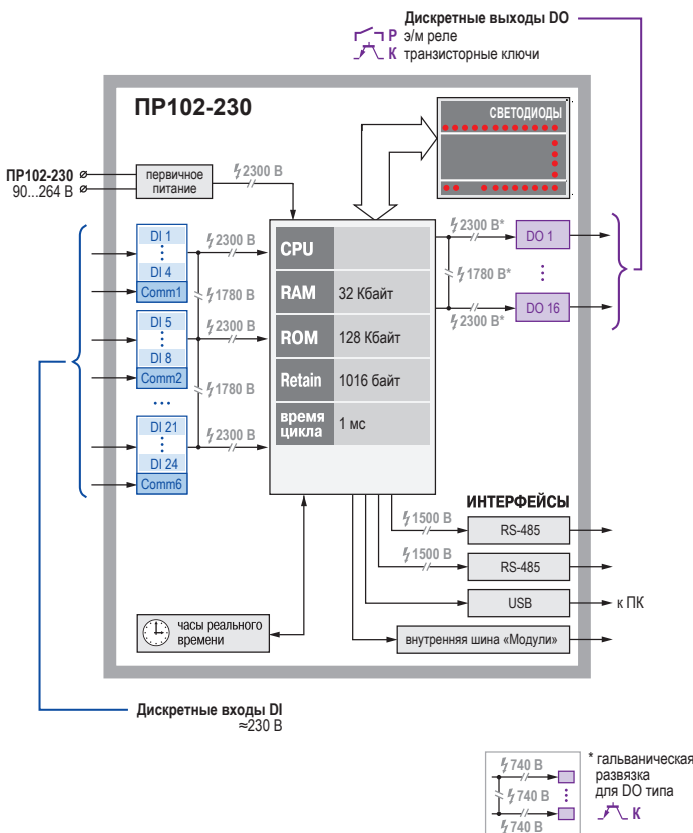 Дискретные выходы DO
Р э/м реле
К транзисторные ключи
ПР102-230
СВЕТОДИОДЫ
ПР102-230
90...264 В
первичное
питание
2300 В
DI 1
DI 4
Comm1
2300 В
1780 В
DI 5
DI 8
Comm2
2300 В
1780 В
...
DI 21
DI 24
Comm6
2300 В
CPU
RAM 32 Кбайт
ROM 128 Кбайт
Retain 1016 байт
время
цикла
1 мс
2300 В*
DO 1
1780 В*
DO 16
2300 В*
ИНТЕРФЕЙСЫ
1500 В
RS-485
1500 В
RS-485
USB
к ПК
внутренняя шина «Модули»
часы реального
времени
Дискретные входы DI
≈230 В
740 В
740 В
740 В
* гальваническая
развязка
для DO типа
К